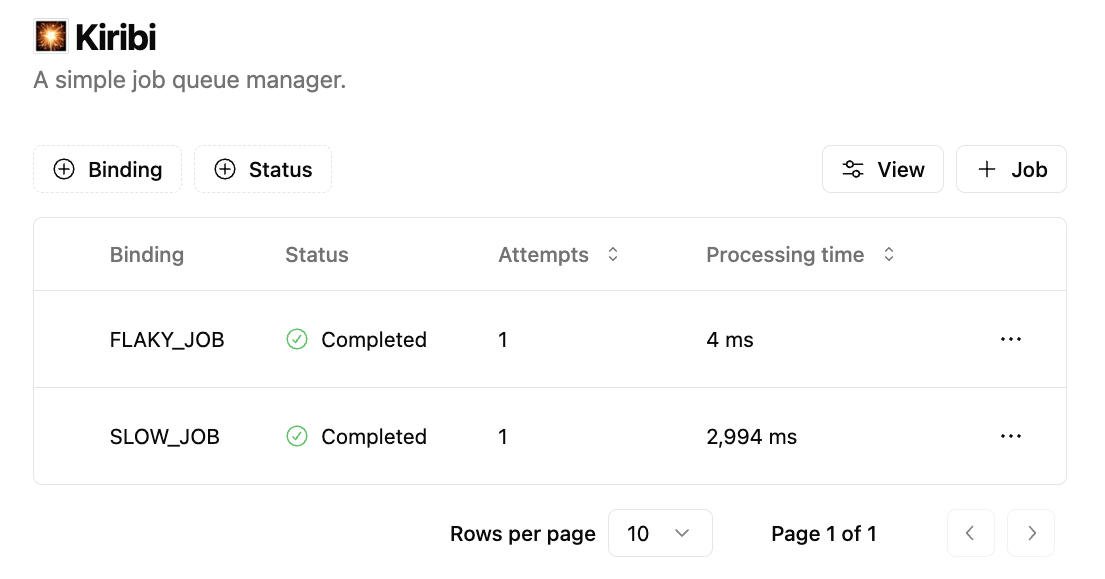 Kiribi
A simple job queue manager.
Binding Status View Job
Binding Status Attempts Processing time
FLAKY_JOB Completed 1 4 ms
SLOW_JOB Completed 1 2,994 ms
Rows per page 10 Page 1 of 1